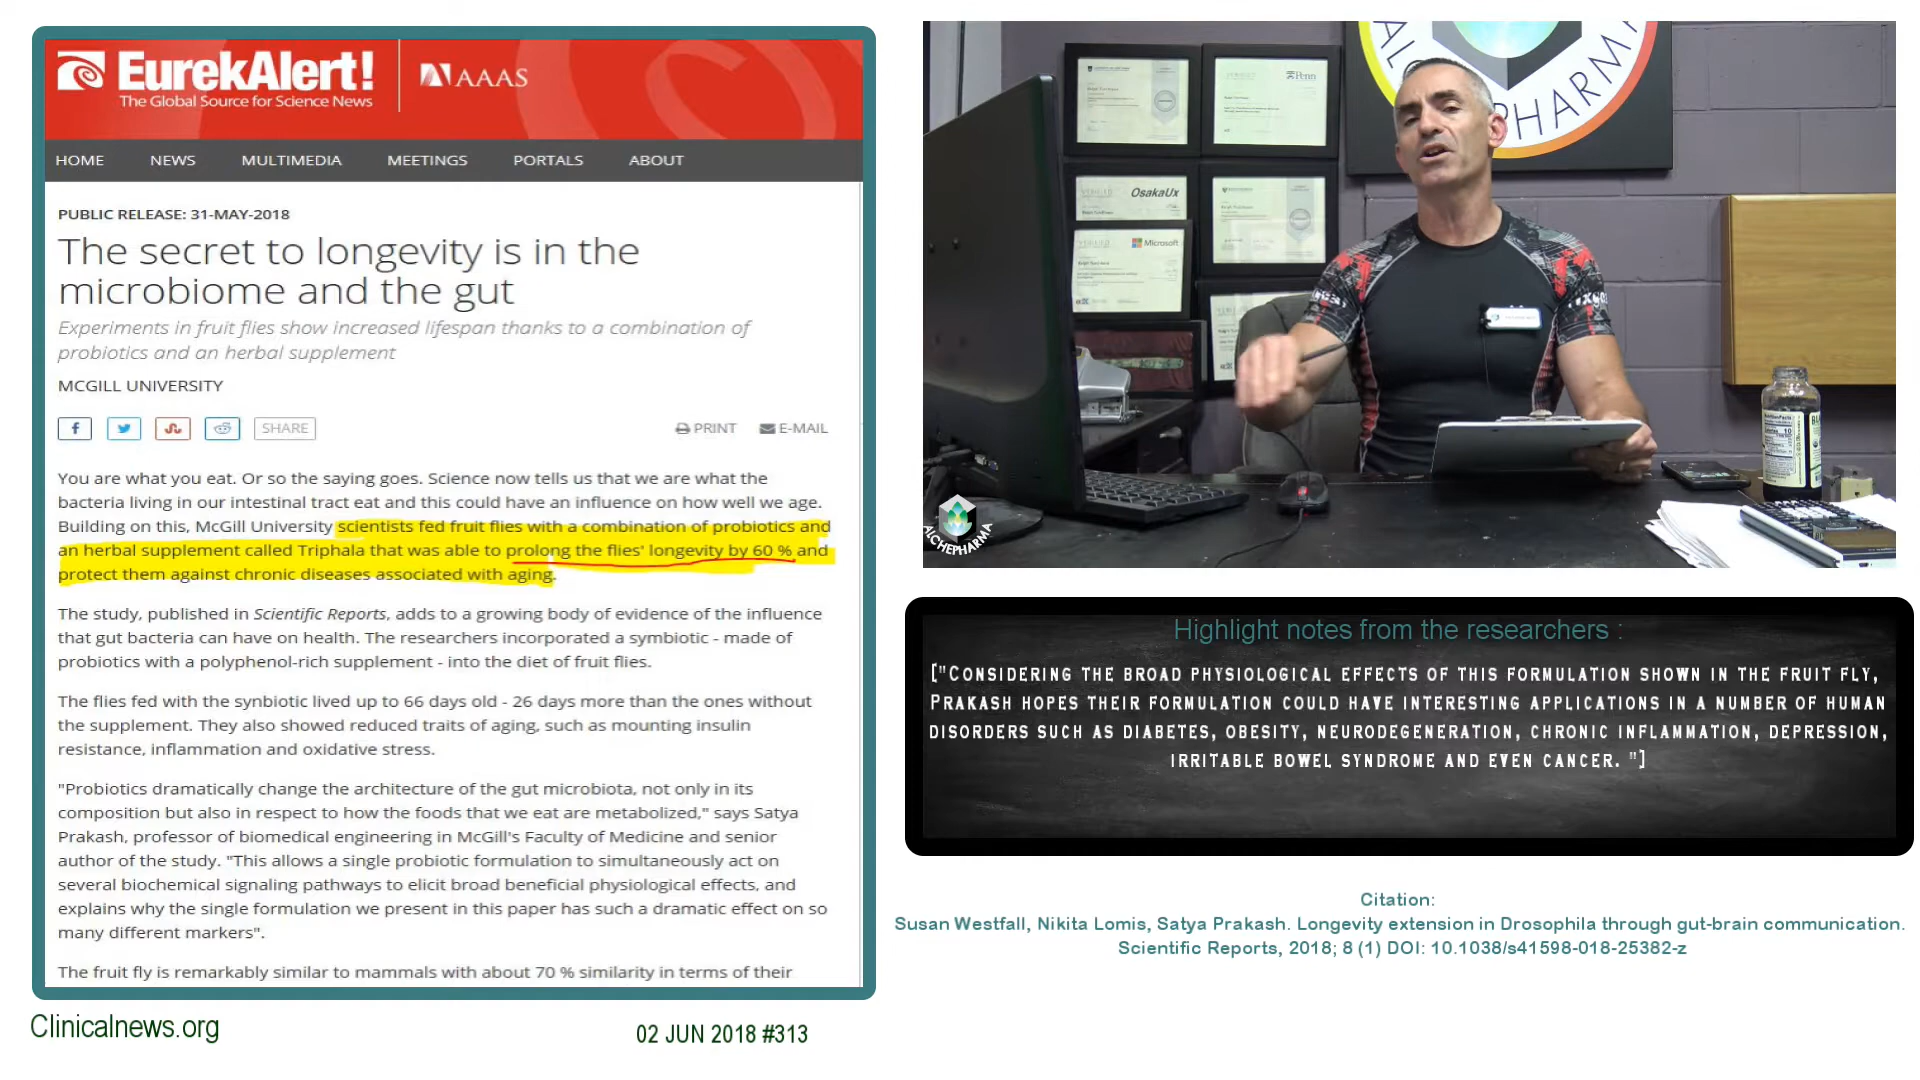 EurekAlert!
The Global Source for Science News
AAAS
HOME NEWS MULTIMEDIA MEETINGS PORTALS ABOUT
PUBLIC RELEASE: 31-MAY-2018
The secret to longevity is in the
microbiome and the gut
Experiments in fruit flies show increased lifespan thanks to a combination of
probiotics and an herbal supplement
MCGILL UNIVERSITY
SHARE PRINT E-MAIL
You are what you eat. Or so the saying goes. Science now tells us that we are what the
bacteria living in our intestinal tract eat and this could have an influence on how well we age.
Building on this, McGill University scientists fed fruit flies with a combination of probiotics and
an herbal supplement called Triphala that was able to prolong the flies' longevity by 60 % and
protect them against chronic diseases associated with aging.
The study, published in Scientific Reports, adds to a growing body of evidence of the influence
that gut bacteria can have on health. The researchers incorporated a symbiotic - made of
probiotics with a polyphenol-rich supplement - into the diet of fruit flies.
The flies fed with the synbiotic lived up to 66 days old - 26 days more than the ones without
the supplement. They also showed reduced traits of aging, such as mounting insulin
resistance, inflammation and oxidative stress.
"Probiotics dramatically change the architecture of the gut microbiota, not only in its
composition but also in respect to how the foods that we eat are metabolized," says Satya
Prakash, professor of biomedical engineering in McGill's Faculty of Medicine and senior
author of the study. "This allows a single probiotic formulation to simultaneously act on
several biochemical signaling pathways to elicit broad beneficial physiological effects, and
explains why the single formulation we present in this paper has such a dramatic effect on so
many different markers".
The fruit fly is remarkably similar to mammals with about 70 % similarity in terms of their
Clinicalnews.org
02 JUN 2018 #313
Penn
OsakaUx
Microsoft
ALCHEPHARMA
Highlight notes from the researchers :
["Considering the broad physiological effects of this formulation shown in the fruit fly,
Prakash hopes their formulation could have interesting applications in a number of human
disorders such as diabetes, obesity, neurodegeneration, chronic inflammation, depression,
irritable bowel syndrome and even cancer. "]
Citation:
Susan Westfall, Nikita Lomis, Satya Prakash. Longevity extension in Drosophila through gut-brain communication.
Scientific Reports, 2018; 8 (1) DOI: 10.1038/s41598-018-25382-z